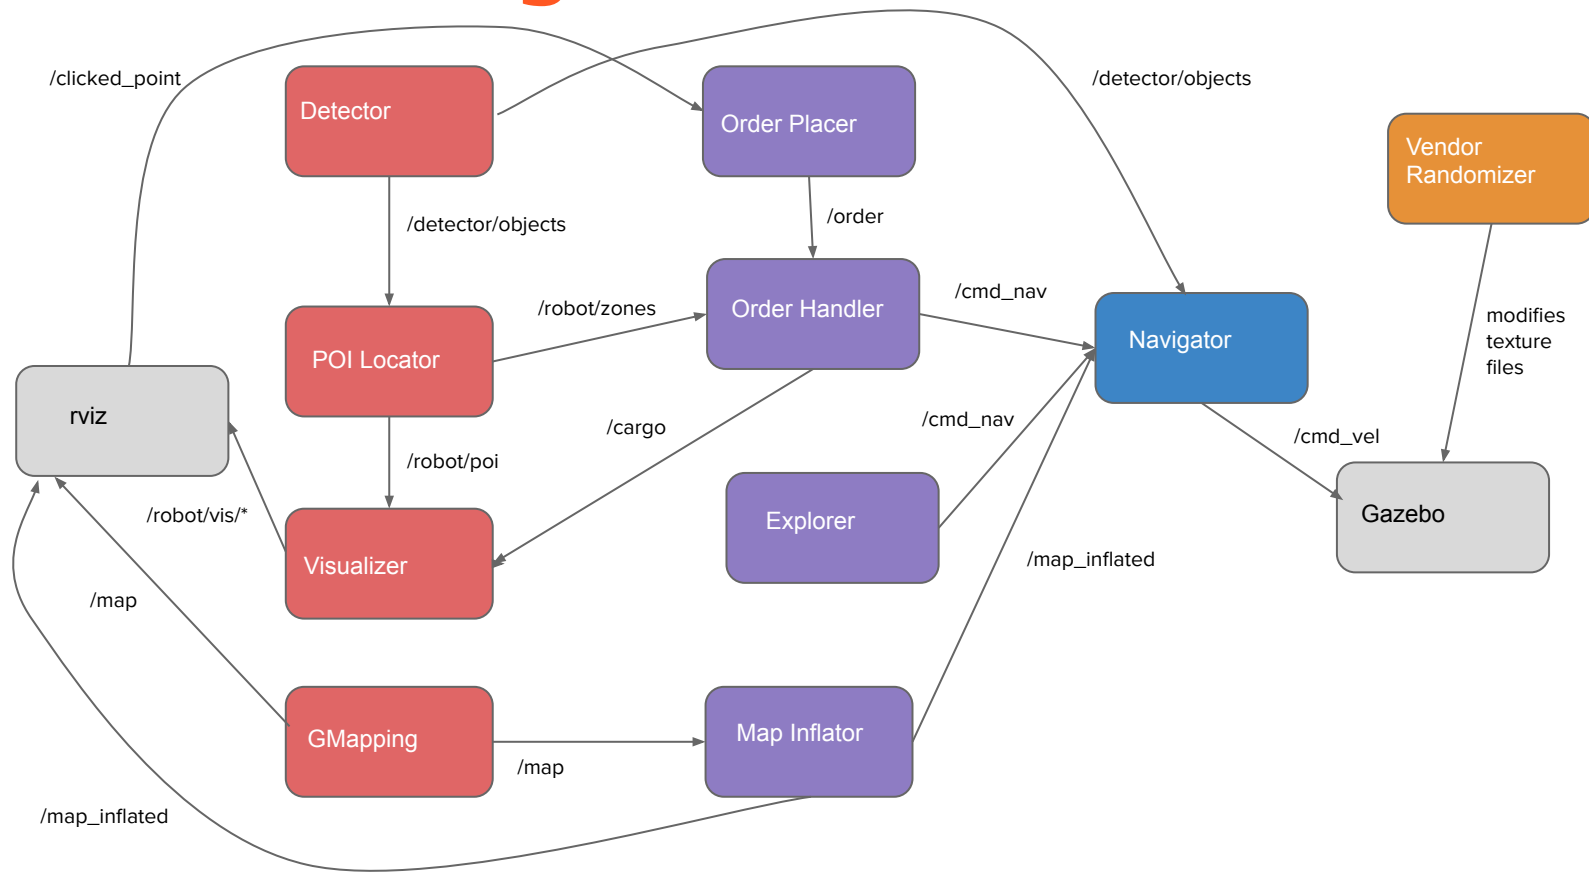 /clicked_point
Detector
Order Placer
/detector/objects
Vendor
Randomizer
/detector/objects
/order
/robot/zones
Order Handler
/cmd_nav
Navigator
modifies
texture
files
POI Locator
rviz
/cargo
/cmd_nav
/cmd_vel
/robot/poi
/robot/vis/*
Explorer
Gazebo
Visualizer
/map_inflated
/map
GMapping
/map
Map Inflator
/map_inflated